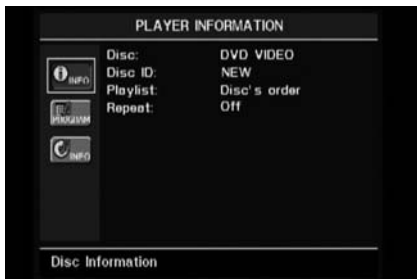 PLAYER INFORMATION
Disc: DVD VIDEO
Disc ID: NEW
Playlist: Disc's order
Repeat: Off
INFO
PROGRAM
INFO
Disc Information